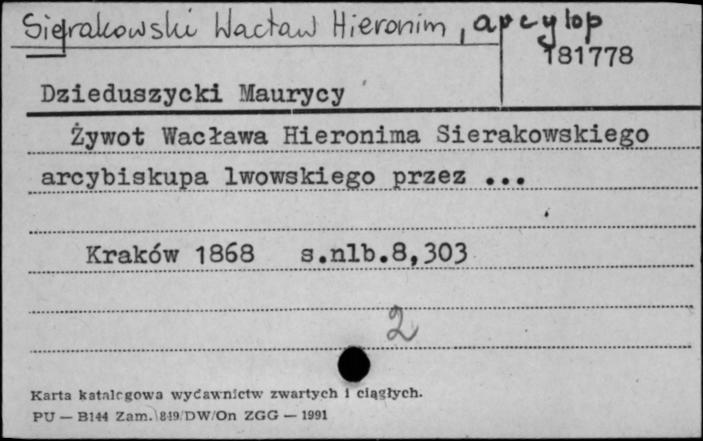 Sierakowski Wacław Hieronim, arcybp
181778
Dzieduszycki Maurycy
Żywot Wacława Hieronima Sierakowskiego
arcybiskupa lwowskiego przez ...
Kraków 1868 s.nlb.8,303
2
Karta katalogowa wydawnictw zwartych i ciągłych.
PU — B144 Zam. 849/DW/On ZGG — 1991